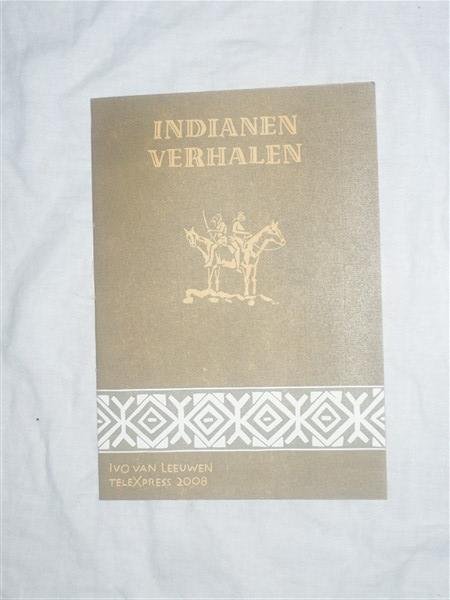 INDIANEN
VERHALEN
IVO VAN LEEUWEN
TELEXPRESS 2008